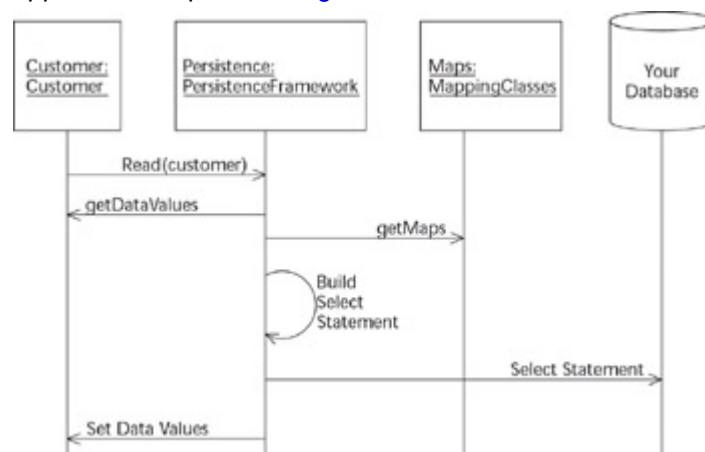 Customer:
Customer
Persistence:
PersistenceFramework
Maps:
MappingClasses
Your
Database
Read(customer)
getDataValues
getMaps
Build
Select
Statement
Select Statement
Set Data Values